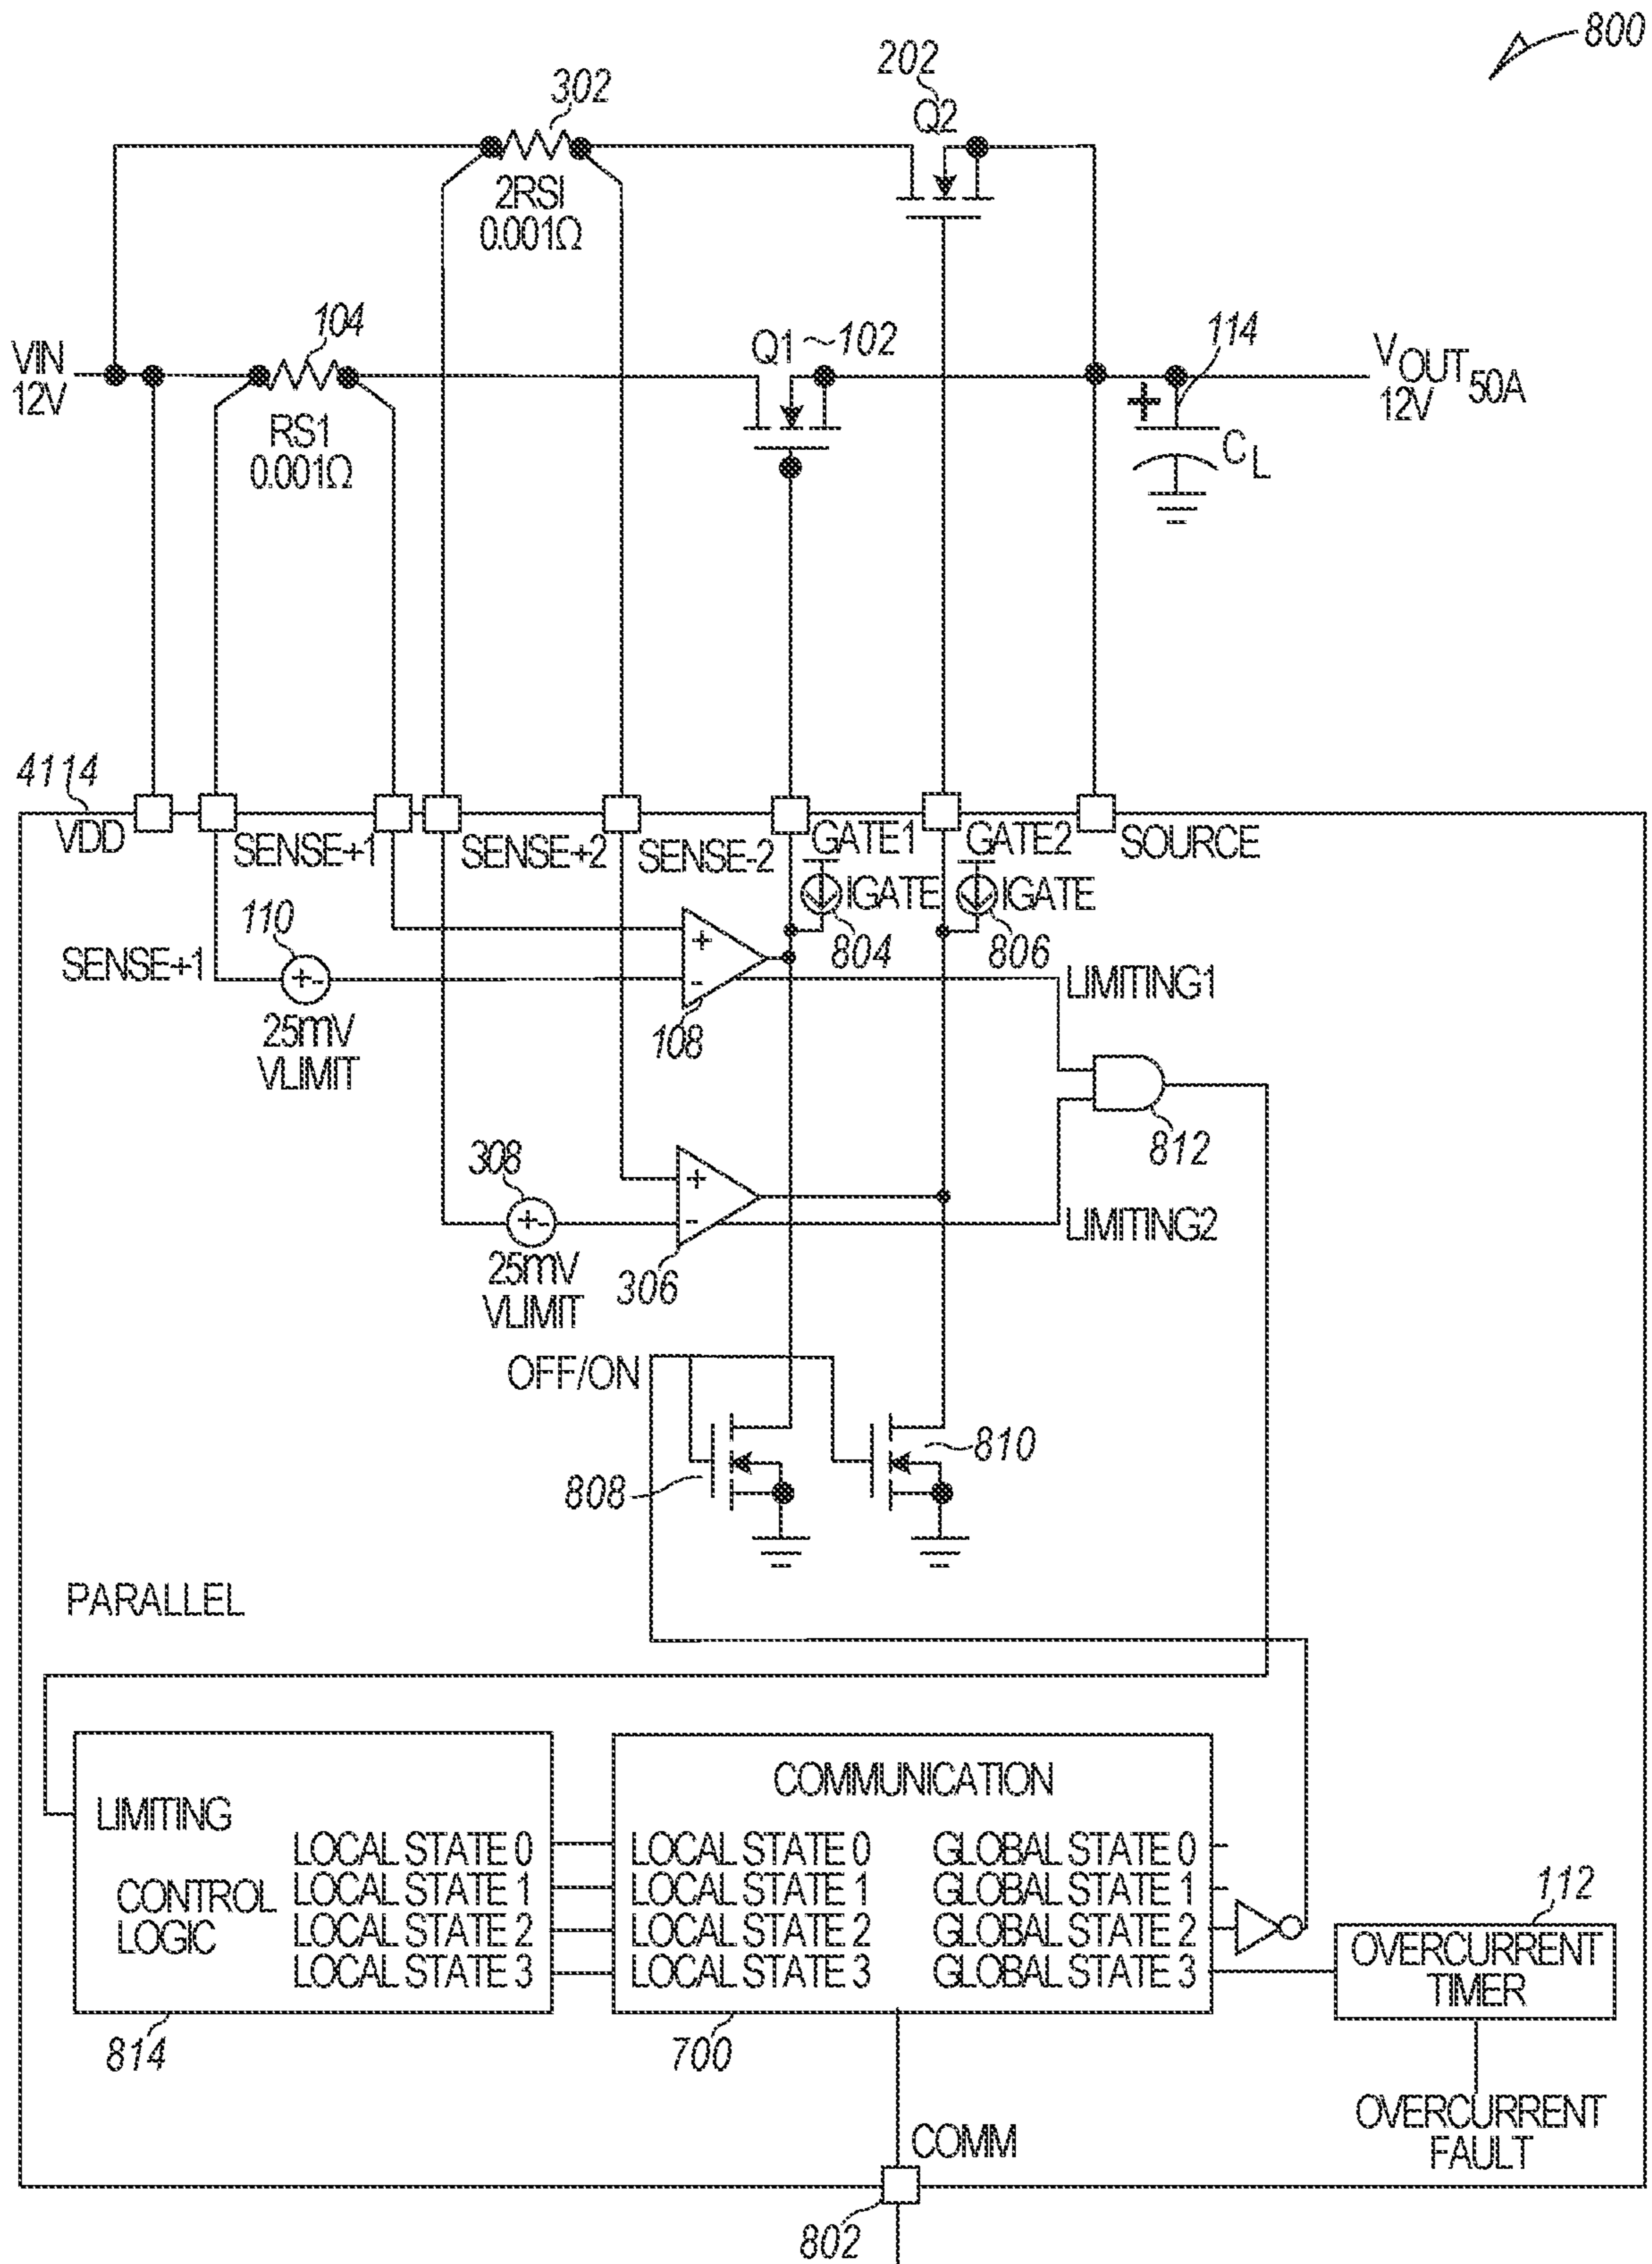 800
202
302
Q2
2RSI
0.001Ω
VIN
12V
104
Q1
102
114
VOUT
12V
50A
RS1
0.001Ω
CL
4114
VDD
SENSE+1
SENSE+2
SENSE-2
GATE1
GATE2
SOURCE
IGATE
IGATE
804
806
110
SENSE+1
+-
+
-
25mV
VLIMIT
108
LIMITING1
812
308
+-
+
-
25mV
VLIMIT
306
LIMITING2
OFF/ON
808
810
PARALLEL
LIMITING
CONTROL
LOGIC
LOCAL STATE 0
LOCAL STATE 1
LOCAL STATE 2
LOCAL STATE 3
814
COMMUNICATION
LOCAL STATE 0
LOCAL STATE 1
LOCAL STATE 2
LOCAL STATE 3
GLOBAL STATE 0
GLOBAL STATE 1
GLOBAL STATE 2
GLOBAL STATE 3
700
112
OVERCURRENT
TIMER
OVERCURRENT
FAULT
COMM
802